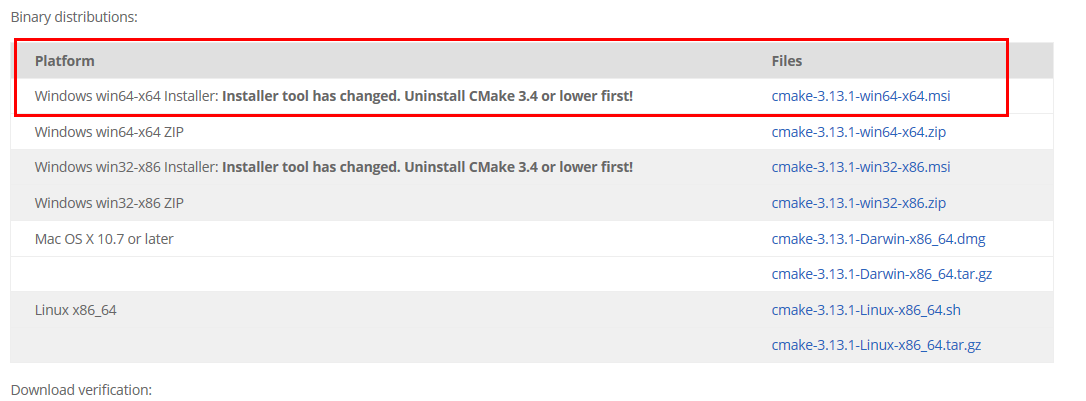 Binary distributions:
Platform Files
Windows win64-x64 Installer: Installer tool has changed. Uninstall CMake 3.4 or lower first! cmake-3.13.1-win64-x64.msi
Windows win64-x64 ZIP cmake-3.13.1-win64-x64.zip
Windows win32-x86 Installer: Installer tool has changed. Uninstall CMake 3.4 or lower first! cmake-3.13.1-win32-x86.msi
Windows win32-x86 ZIP cmake-3.13.1-win32-x86.zip
Mac OS X 10.7 or later cmake-3.13.1-Darwin-x86_64.dmg
cmake-3.13.1-Darwin-x86_64.tar.gz
Linux x86_64 cmake-3.13.1-Linux-x86_64.sh
cmake-3.13.1-Linux-x86_64.tar.gz
Download verification: